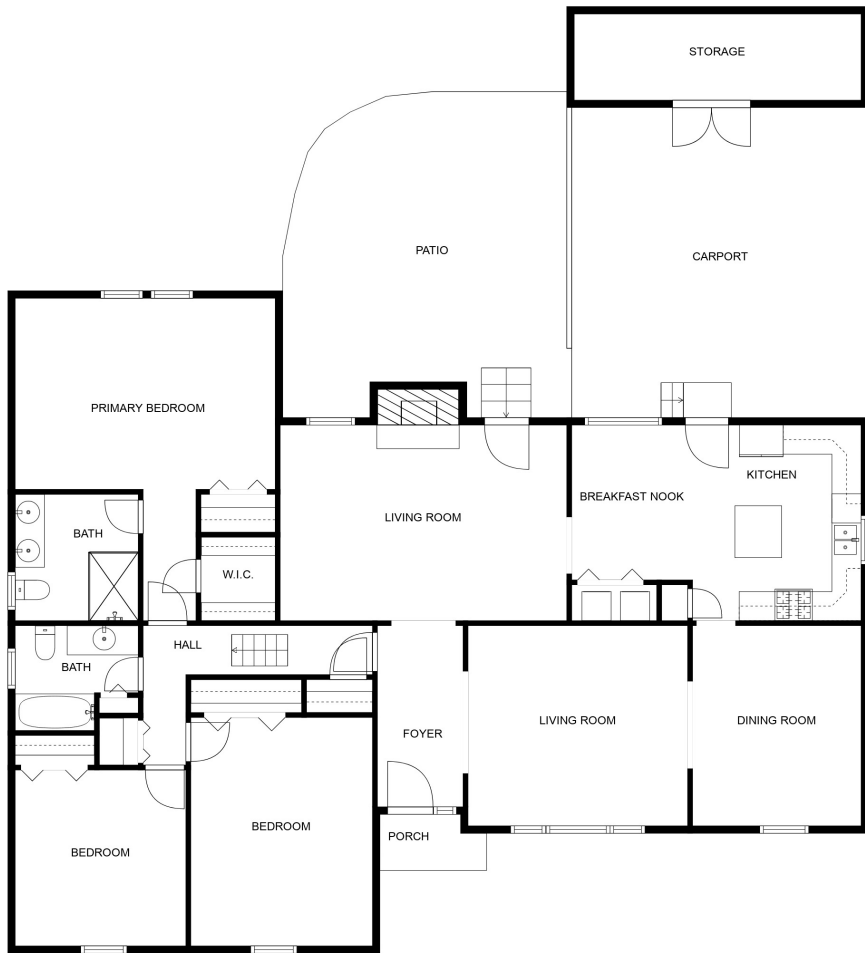 STORAGE
PATIO
CARPORT
PRIMARY BEDROOM
KITCHEN
BREAKFAST NOOK
LIVING ROOM
BATH
W.I.C.
HALL
BATH
LIVING ROOM
DINING ROOM
FOYER
BEDROOM
PORCH
BEDROOM